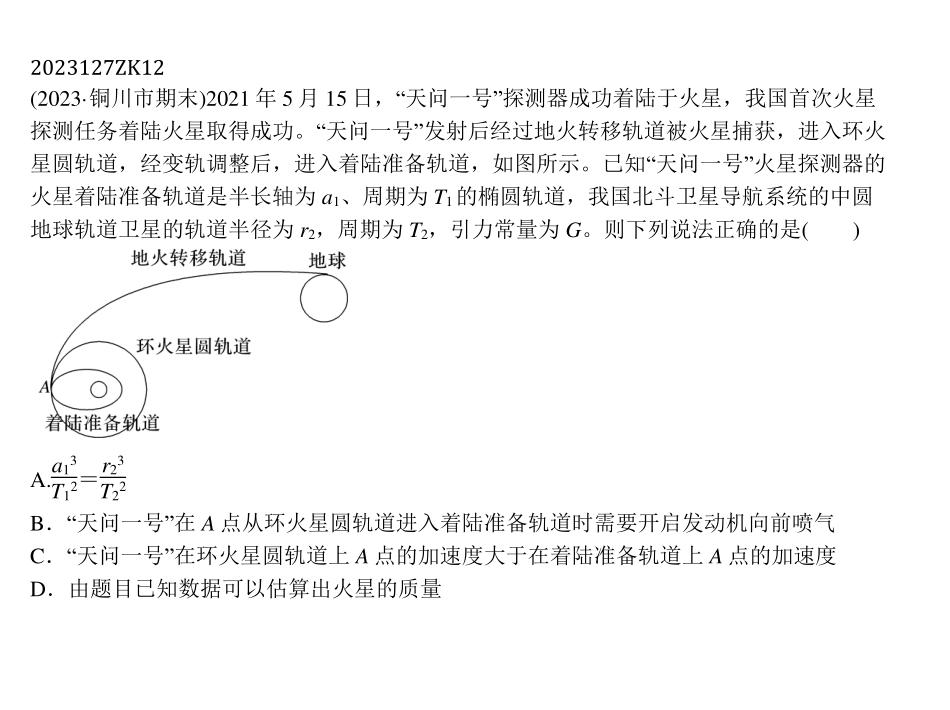 2023127ZK12
(2023·铜川市期末)2021 年 5 月 15 日，“天问一号”探测器成功着陆于火星，我国首次火星
探测任务着陆火星取得成功。“天问一号”发射后经过地火转移轨道被火星捕获，进入环火
星圆轨道，经变轨调整后，进入着陆准备轨道，如图所示。已知“天问一号”火星探测器的
火星着陆准备轨道是半长轴为 a₁、周期为 T₁ 的椭圆轨道，我国北斗卫星导航系统的中圆
地球轨道卫星的轨道半径为 r₂，周期为 T₂，引力常量为 G。则下列说法正确的是(　　)
地火转移轨道 地球
环火星圆轨道
A
着陆准备轨道
A.a₁³/T₁²＝r₂³/T₂²
B．“天问一号”在 A 点从环火星圆轨道进入着陆准备轨道时需要开启发动机向前喷气
C．“天问一号”在环火星圆轨道上 A 点的加速度大于在着陆准备轨道上 A 点的加速度
D．由题目已知数据可以估算出火星的质量